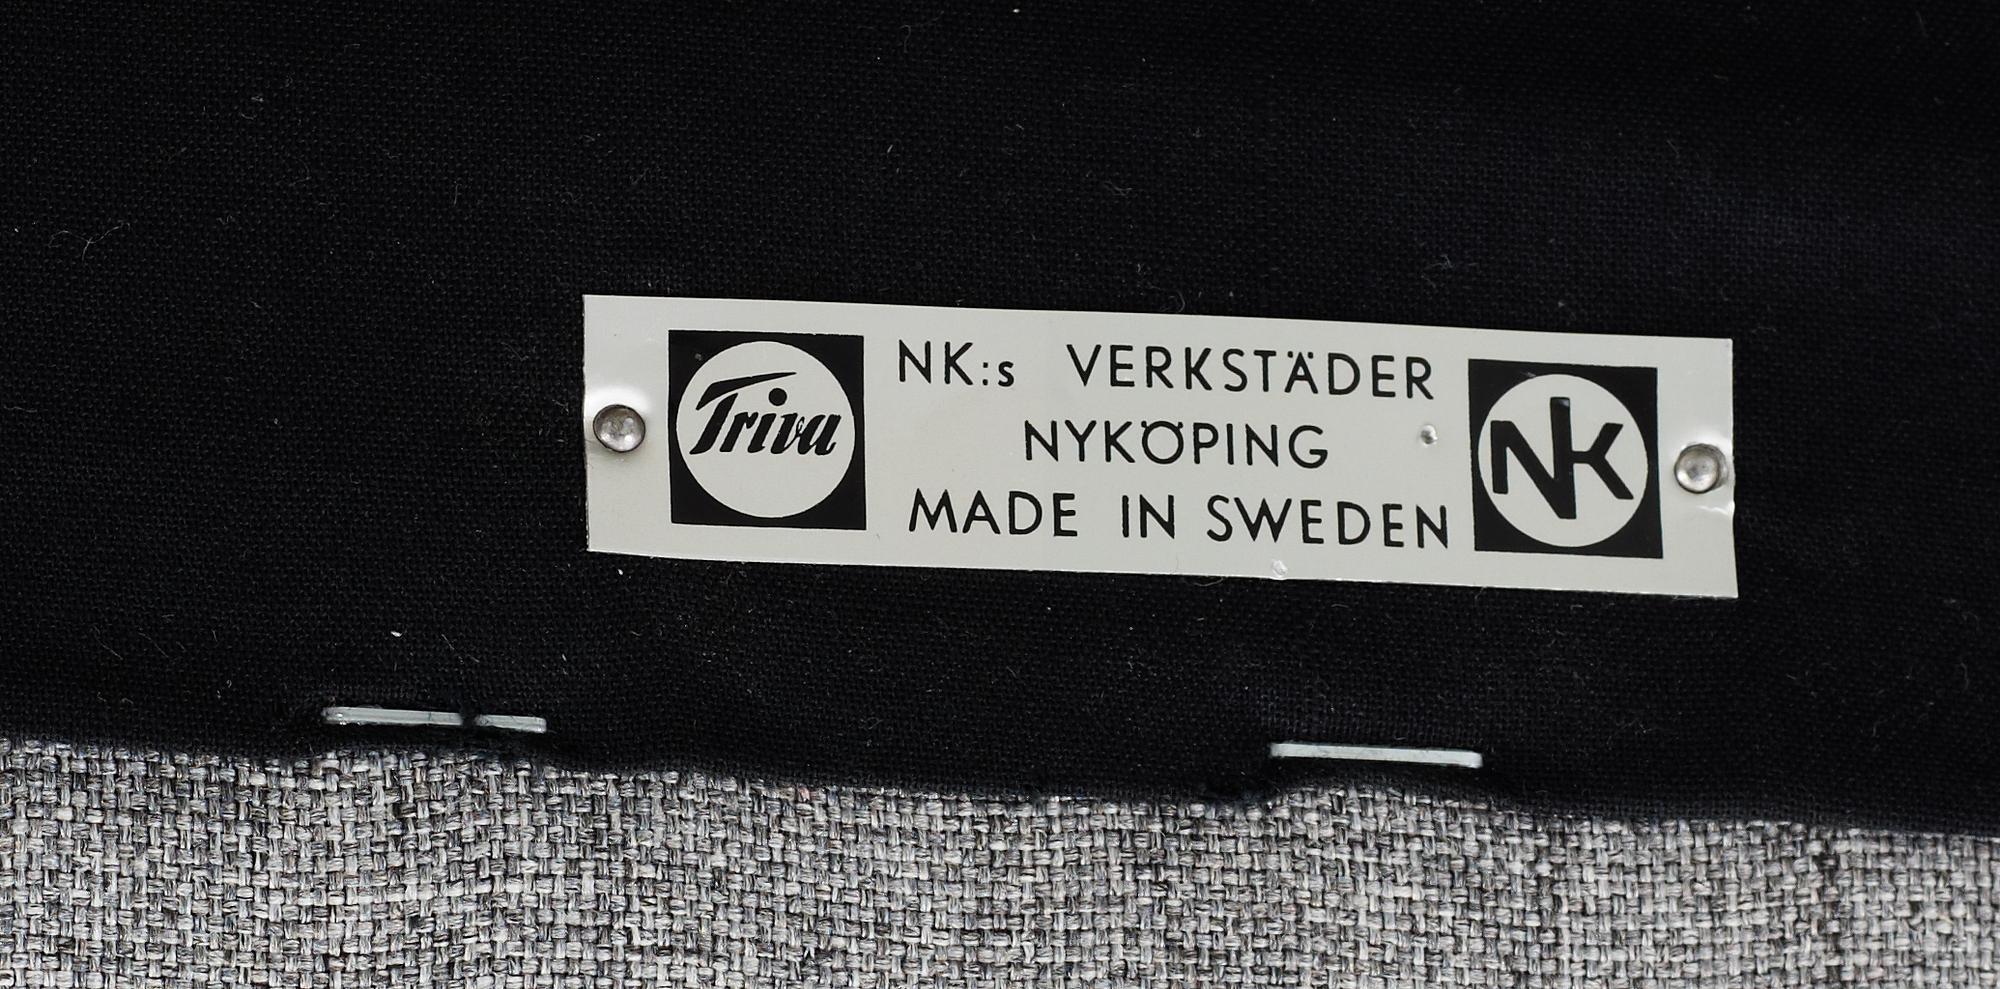 Triva
NK:s VERKSTÄDER
NYKÖPING
MADE IN SWEDEN
NK